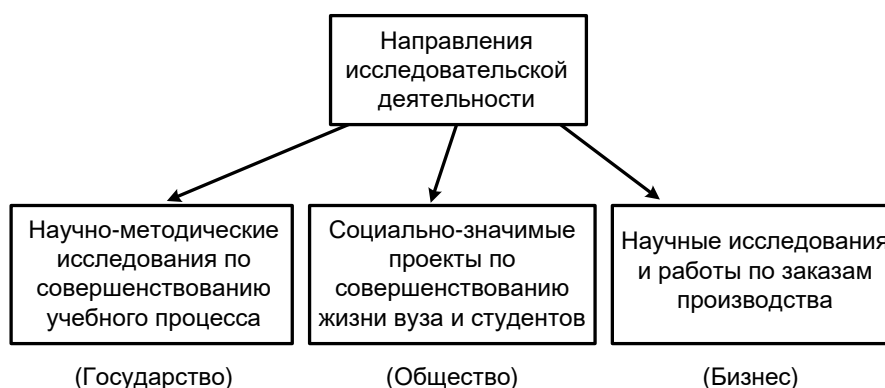 Направления
исследовательской
деятельности
Научно-методические
исследования по
совершенствованию
учебного процесса
Социально-значимые
проекты по
совершенствованию
жизни вуза и студентов
Научные исследования
и работы по заказам
производства
(Государство)
(Общество)
(Бизнес)